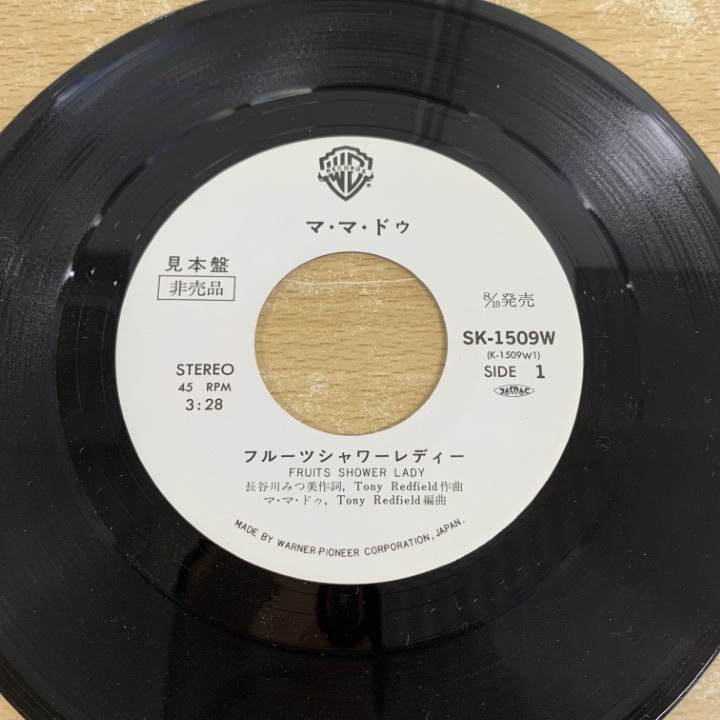 WB
RECORDS
マ・マ・ドゥ
見本盤
非売品
8/10発売
SK-1509W
(K-1509W1)
STEREO
SIDE 1
45 RPM
3:28
フルーツシャワーレディー
FRUITS SHOWER LADY
長谷川みつ美作詞, Tony Redfield作曲
マ・マ・ドゥ, Tony Redfield編曲
MADE BY WARNER-PIONEER CORPORATION, JAPAN.